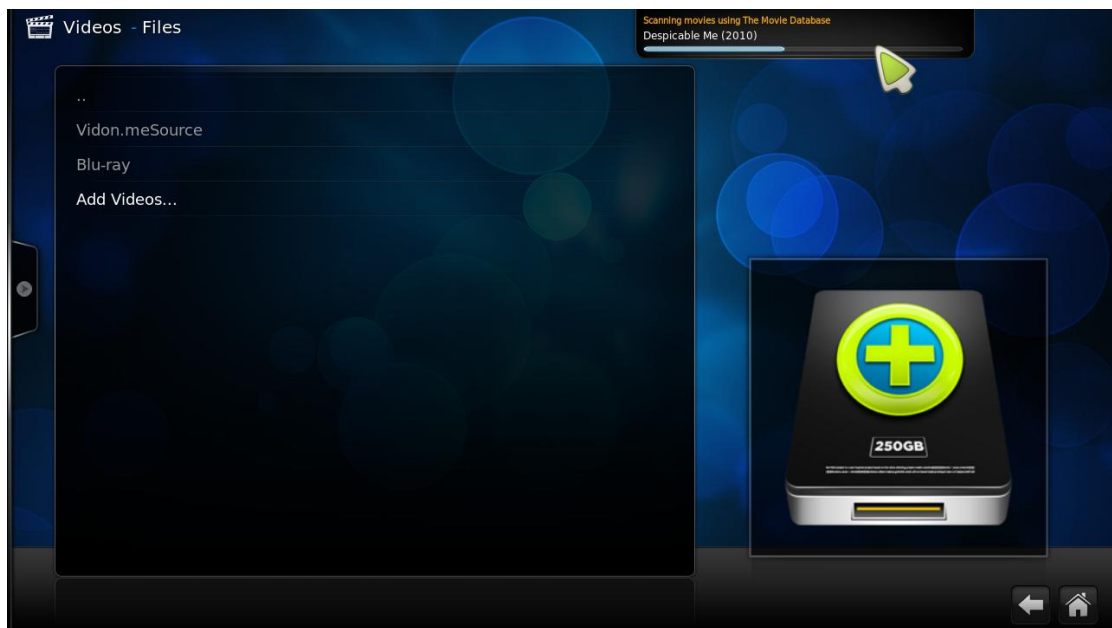 Videos - Files
Scanning movies using The Movie Database
Despicable Me (2010)
..
Vidon.meSource
Blu-ray
Add Videos...
250GB